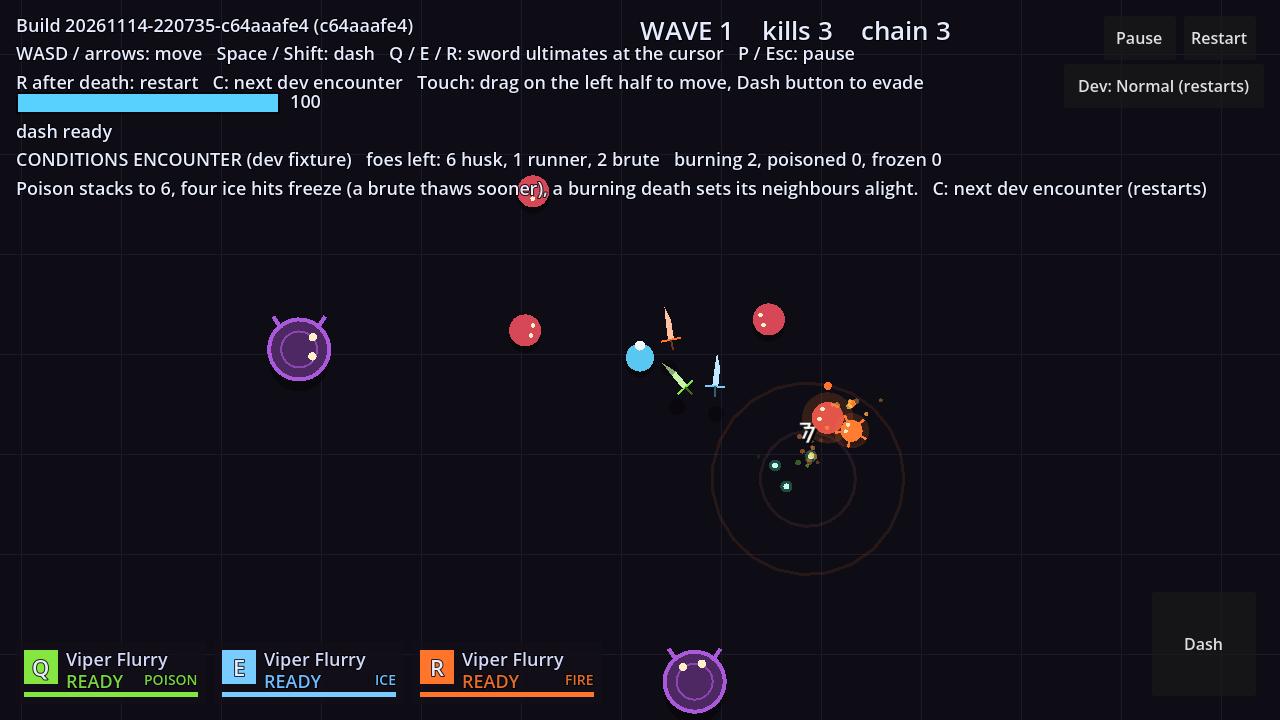 Build 20261114-220735-c64aaafe4 (c64aaafe4)
WAVE 1 kills 3 chain 3
WASD / arrows: move Space / Shift: dash Q / E / R: sword ultimates at the cursor P / Esc: pause
R after death: restart C: next dev encounter Touch: drag on the left half to move, Dash button to evade
Pause Restart
Dev: Normal (restarts)
100
dash ready
CONDITIONS ENCOUNTER (dev fixture) foes left: 6 husk, 1 runner, 2 brute burning 2, poisoned 0, frozen 0
Poison stacks to 6, four ice hits freeze (a brute thaws sooner), a burning death sets its neighbours alight. C: next dev encounter (restarts)
Q Viper Flurry READY POISON
E Viper Flurry READY ICE
R Viper Flurry READY FIRE
Dash